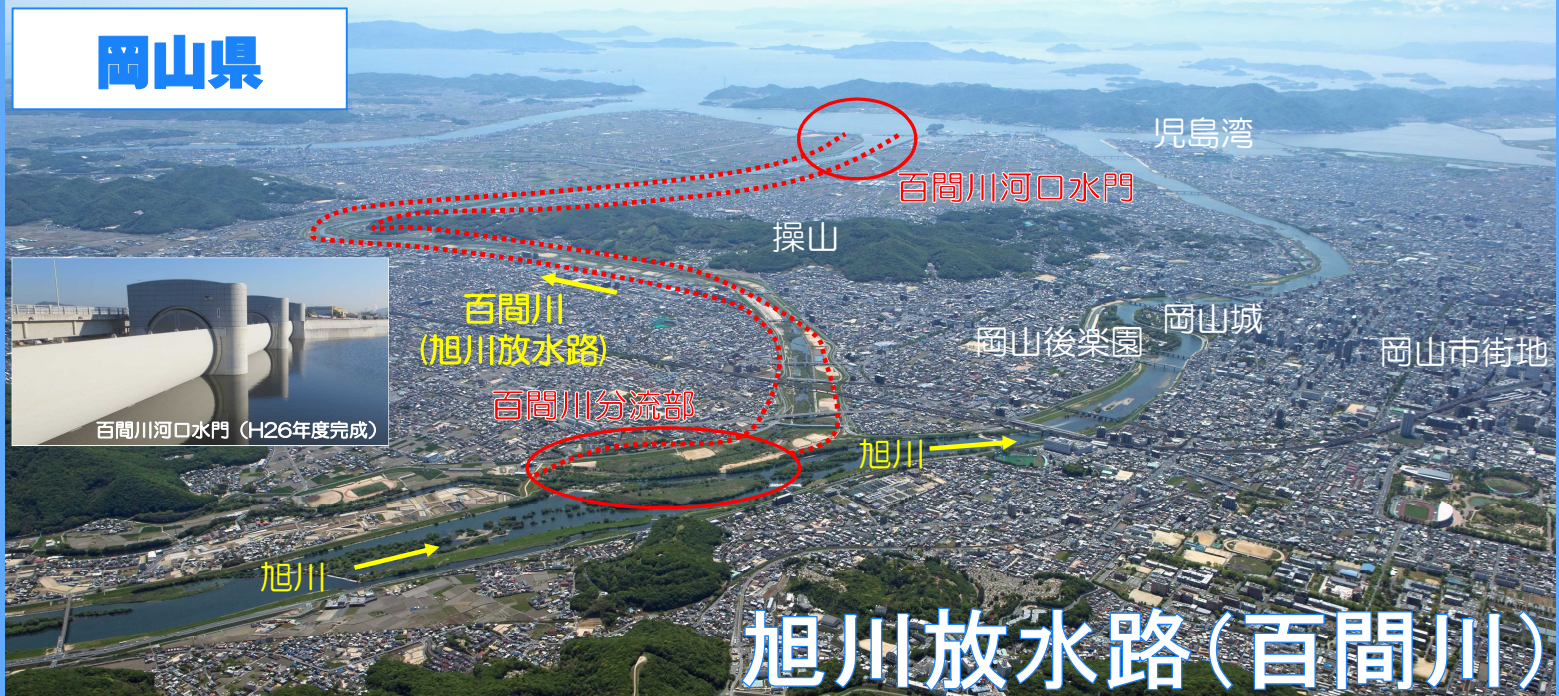 岡山県
児島湾
百間川河口水門
操山
百間川
(旭川放水路)
岡山後楽園
岡山城
岡山市街地
百間川分流部
百間川河口水門（H26年度完成）
旭川
旭川
旭川放水路(百間川)